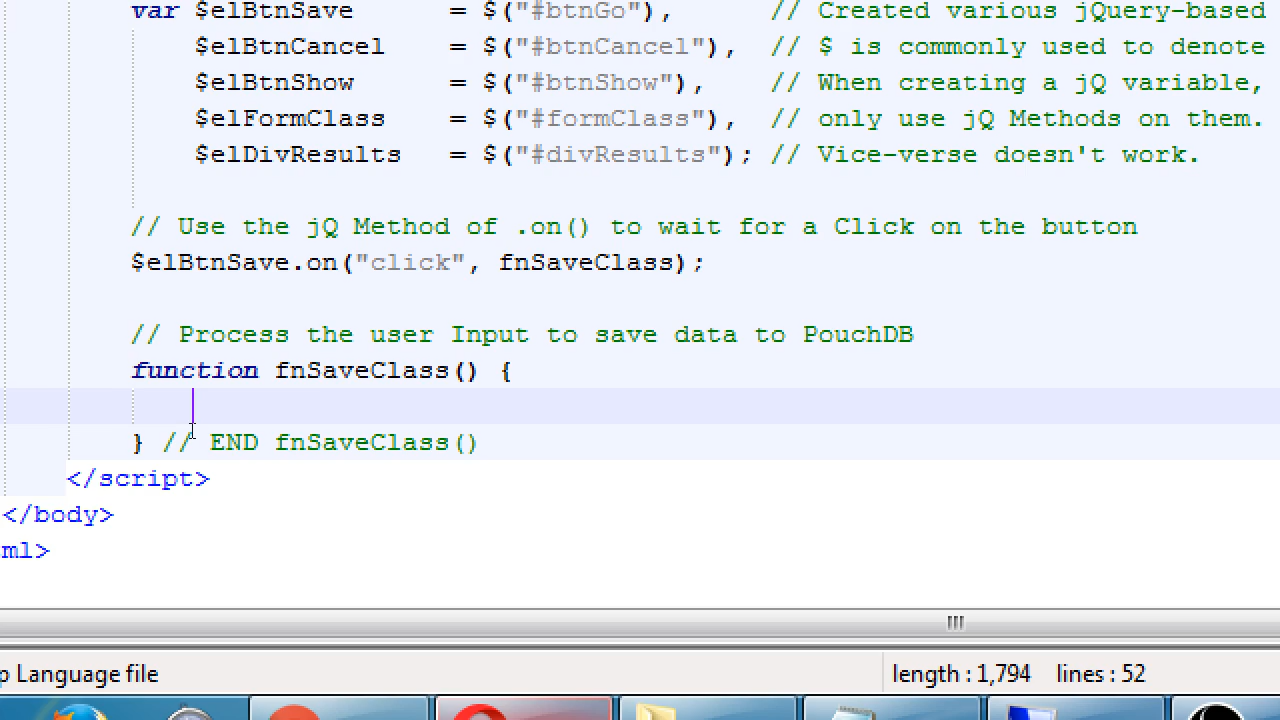 var $elBtnSave      = $("#btnGo"),      // Created various jQuery-based
$elBtnCancel    = $("#btnCancel"),  // $ is commonly used to denote
$elBtnShow      = $("#btnShow"),    // When creating a jQ variable,
$elFormClass    = $("#formClass"),  // only use jQ Methods on them.
$elDivResults   = $("#divResults"); // Vice-verse doesn't work.
// Use the jQ Method of .on() to wait for a Click on the button
$elBtnSave.on("click", fnSaveClass);
// Process the user Input to save data to PouchDB
function fnSaveClass() {
} // END fnSaveClass()
</script>
</body>
ml>
p Language file length : 1,794 lines : 52